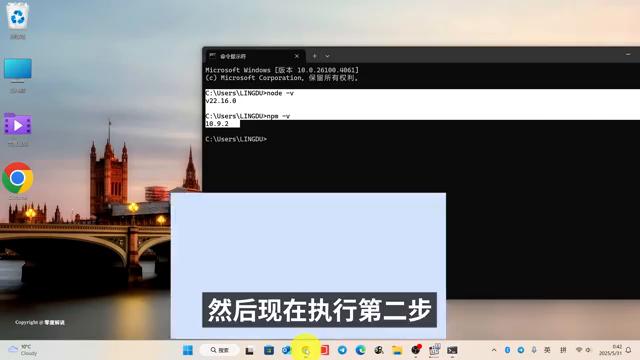 命令提示符
Microsoft Windows [版本 10.0.26100.4061]
(c) Microsoft Corporation。保留所有权利。
C:\Users\LINGDU>node -v
v22.16.0
C:\Users\LINGDU>npm -v
10.9.2
C:\Users\LINGDU>
然后现在执行第二步
Copyright @ 零度解说
10°C
Cloudy
搜索
英
拼
0:42
2025/5/31